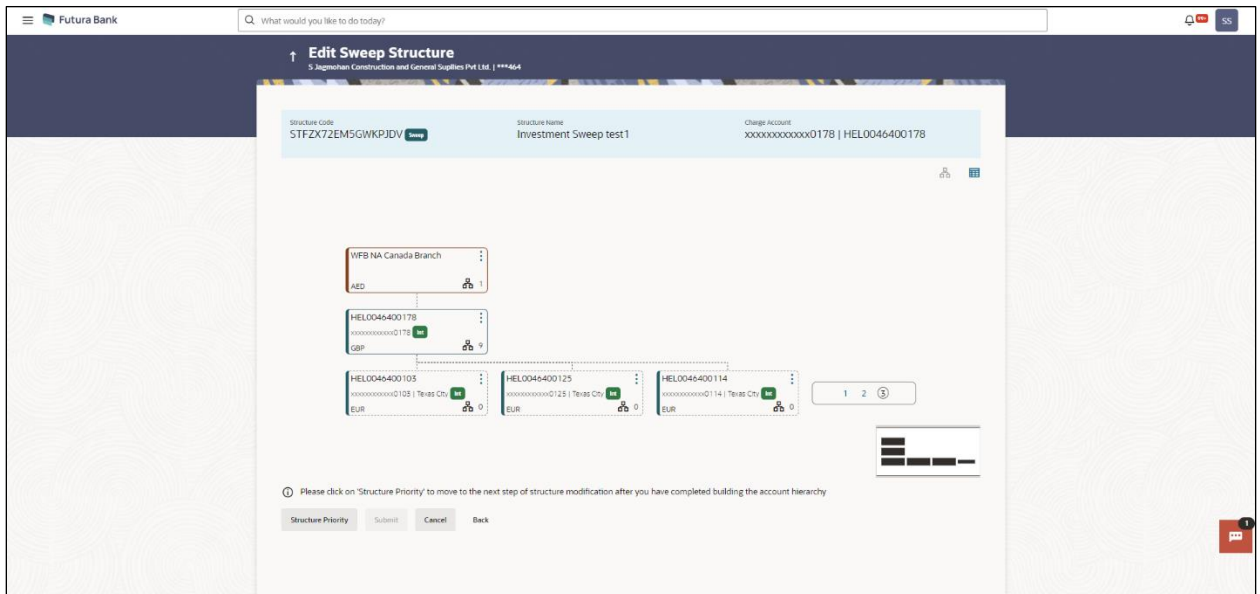 Futura Bank
What would you like to do today?
99+
SS
↑ Edit Sweep Structure
5 Jagmohan Construction and General Supllies Pvt Ltd. | ***464
Structure Code
Structure Name
Charge Account
STFZX72EM5GWKPJDV Sweep
Investment Sweep test1
xxxxxxxxxxxx0178 | HEL0046400178
WFB NA Canada Branch
AED
1
HEL0046400178
xxxxxxxxxxxx0178 Int
GBP
9
HEL0046400103
xxxxxxxxxxxx0103 | Texas City Int
EUR
0
HEL0046400125
xxxxxxxxxxxx0125 | Texas City Int
EUR
0
HEL0046400114
xxxxxxxxxxxx0114 | Texas City Int
EUR
0
1 2 3
Please click on 'Structure Priority' to move to the next step of structure modification after you have completed building the account hierarchy
Structure Priority
Submit
Cancel
Back
1